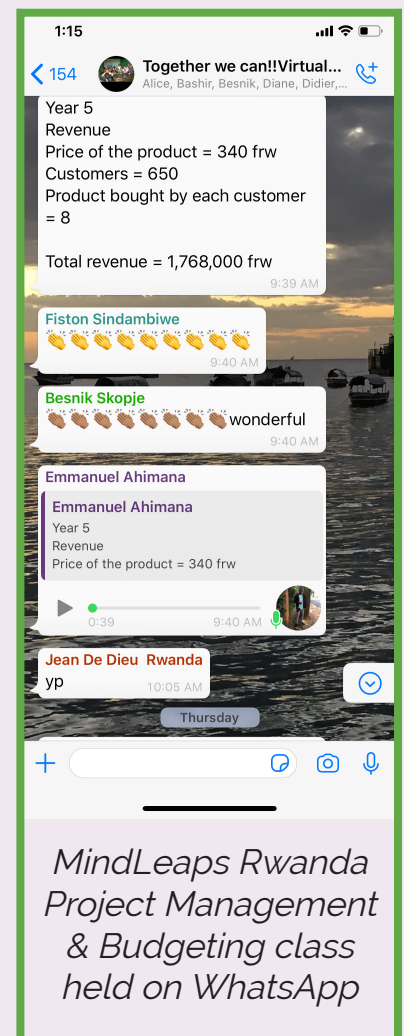 1:15
154
Together we can!!Virtual...
Alice, Bashir, Besnik, Diane, Didier,...
Year 5
Revenue
Price of the product = 340 frw
Customers = 650
Product bought by each customer
= 8
Total revenue = 1,768,000 frw
9:39 AM
Fiston Sindambiwe
👏👏👏👏👏👏👏👏👏
9:40 AM
Besnik Skopje
👏🏽👏🏽👏🏽👏🏽👏🏽👏🏽👏🏽👏🏽wonderful
9:40 AM
Emmanuel Ahimana
Emmanuel Ahimana
Year 5
Revenue
Price of the product = 340 frw
0:39 9:40 AM
Jean De Dieu Rwanda
yp 10:05 AM
Thursday
MindLeaps Rwanda
Project Management
& Budgeting class
held on WhatsApp